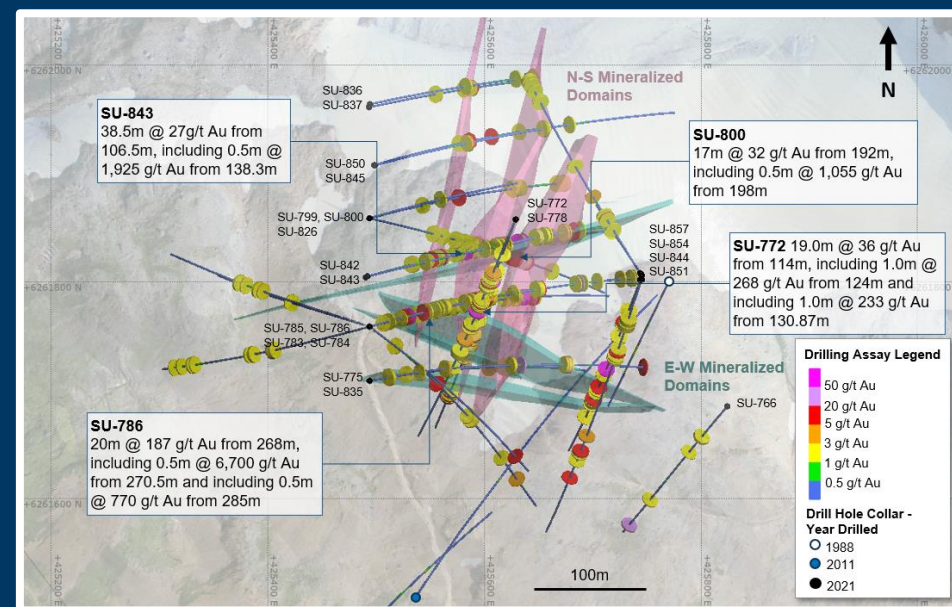 +425200 E
+425400 E
+425600 E
+425800 E
+426000 E
+6262000 N
+6262000
N
N-S Mineralized
Domains
SU-836
SU-837
SU-843
38.5m @ 27g/t Au from
106.5m, including 0.5m @
1,925 g/t Au from 138.3m
SU-800
17m @ 32 g/t Au from 192m,
including 0.5m @ 1,055 g/t Au
from 198m
SU-850
SU-845
SU-799, SU-800
SU-826
SU-772
SU-778
SU-857
SU-854
SU-844
SU-851
SU-772 19.0m @ 36 g/t Au
from 114m, including 1.0m @
268 g/t Au from 124m and
including 1.0m @ 233 g/t Au
from 130.87m
SU-842
SU-843
+6261800 N
SU-785, SU-786
SU-783, SU-784
SU-775
SU-835
E-W Mineralized
Domains
SU-766
SU-786
20m @ 187 g/t Au from 268m,
including 0.5m @ 6,700 g/t Au
from 270.5m and including 0.5m
@ 770 g/t Au from 285m
Drilling Assay Legend
50 g/t Au
20 g/t Au
5 g/t Au
3 g/t Au
1 g/t Au
0.5 g/t Au
Drill Hole Collar -
Year Drilled
1988
2011
2021
+6261600 N
100m
+425200 E
+425400 E
+425600 E
+425800 E